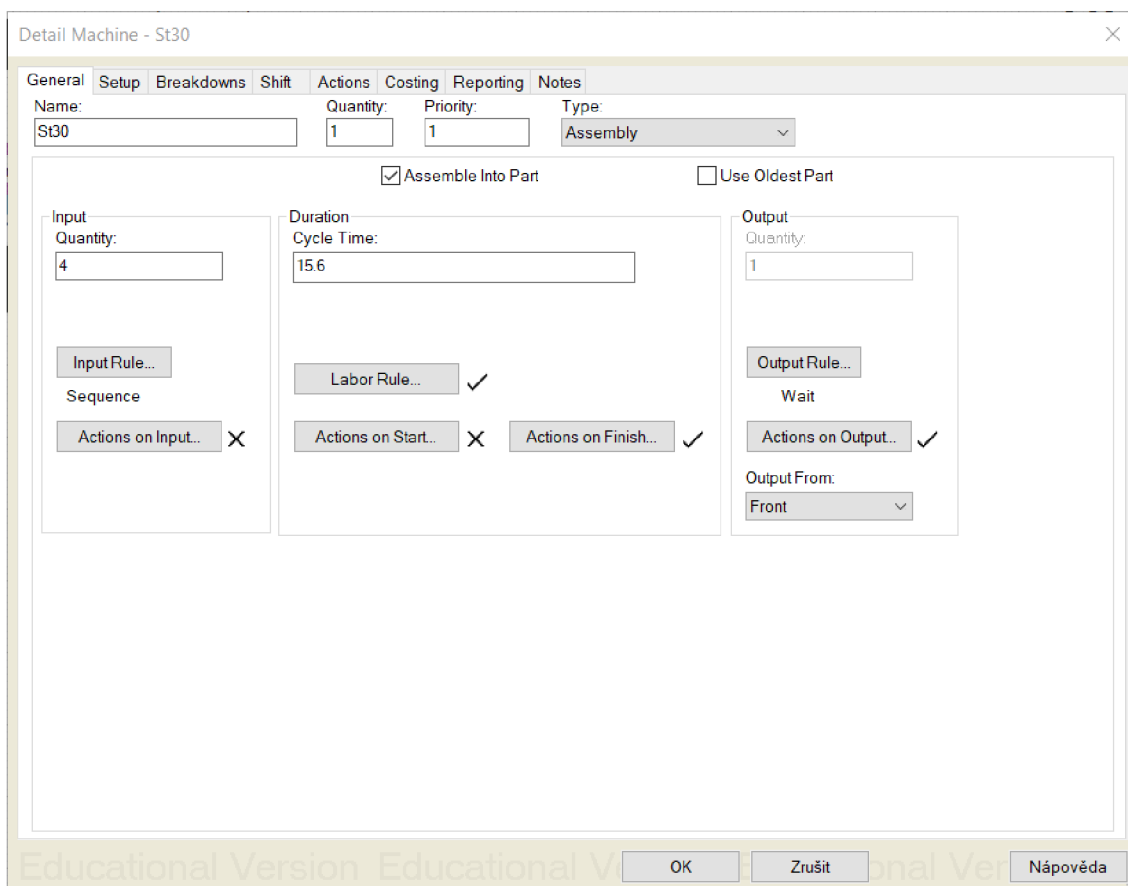 Detail Machine - St30
General Setup Breakdowns Shift Actions Costing Reporting Notes
Name: Quantity: Priority: Type:
St30 1 1 Assembly
Assemble Into Part Use Oldest Part
Input Duration Output
Quantity: Cycle Time: Quantity:
4 15.6 1
Input Rule... Output Rule...
Labor Rule...
Sequence Wait
Actions on Input... Actions on Start... Actions on Finish... Actions on Output...
Output From:
Front
Educational Version Educational V onal Ver
OK Zrušit Nápověda